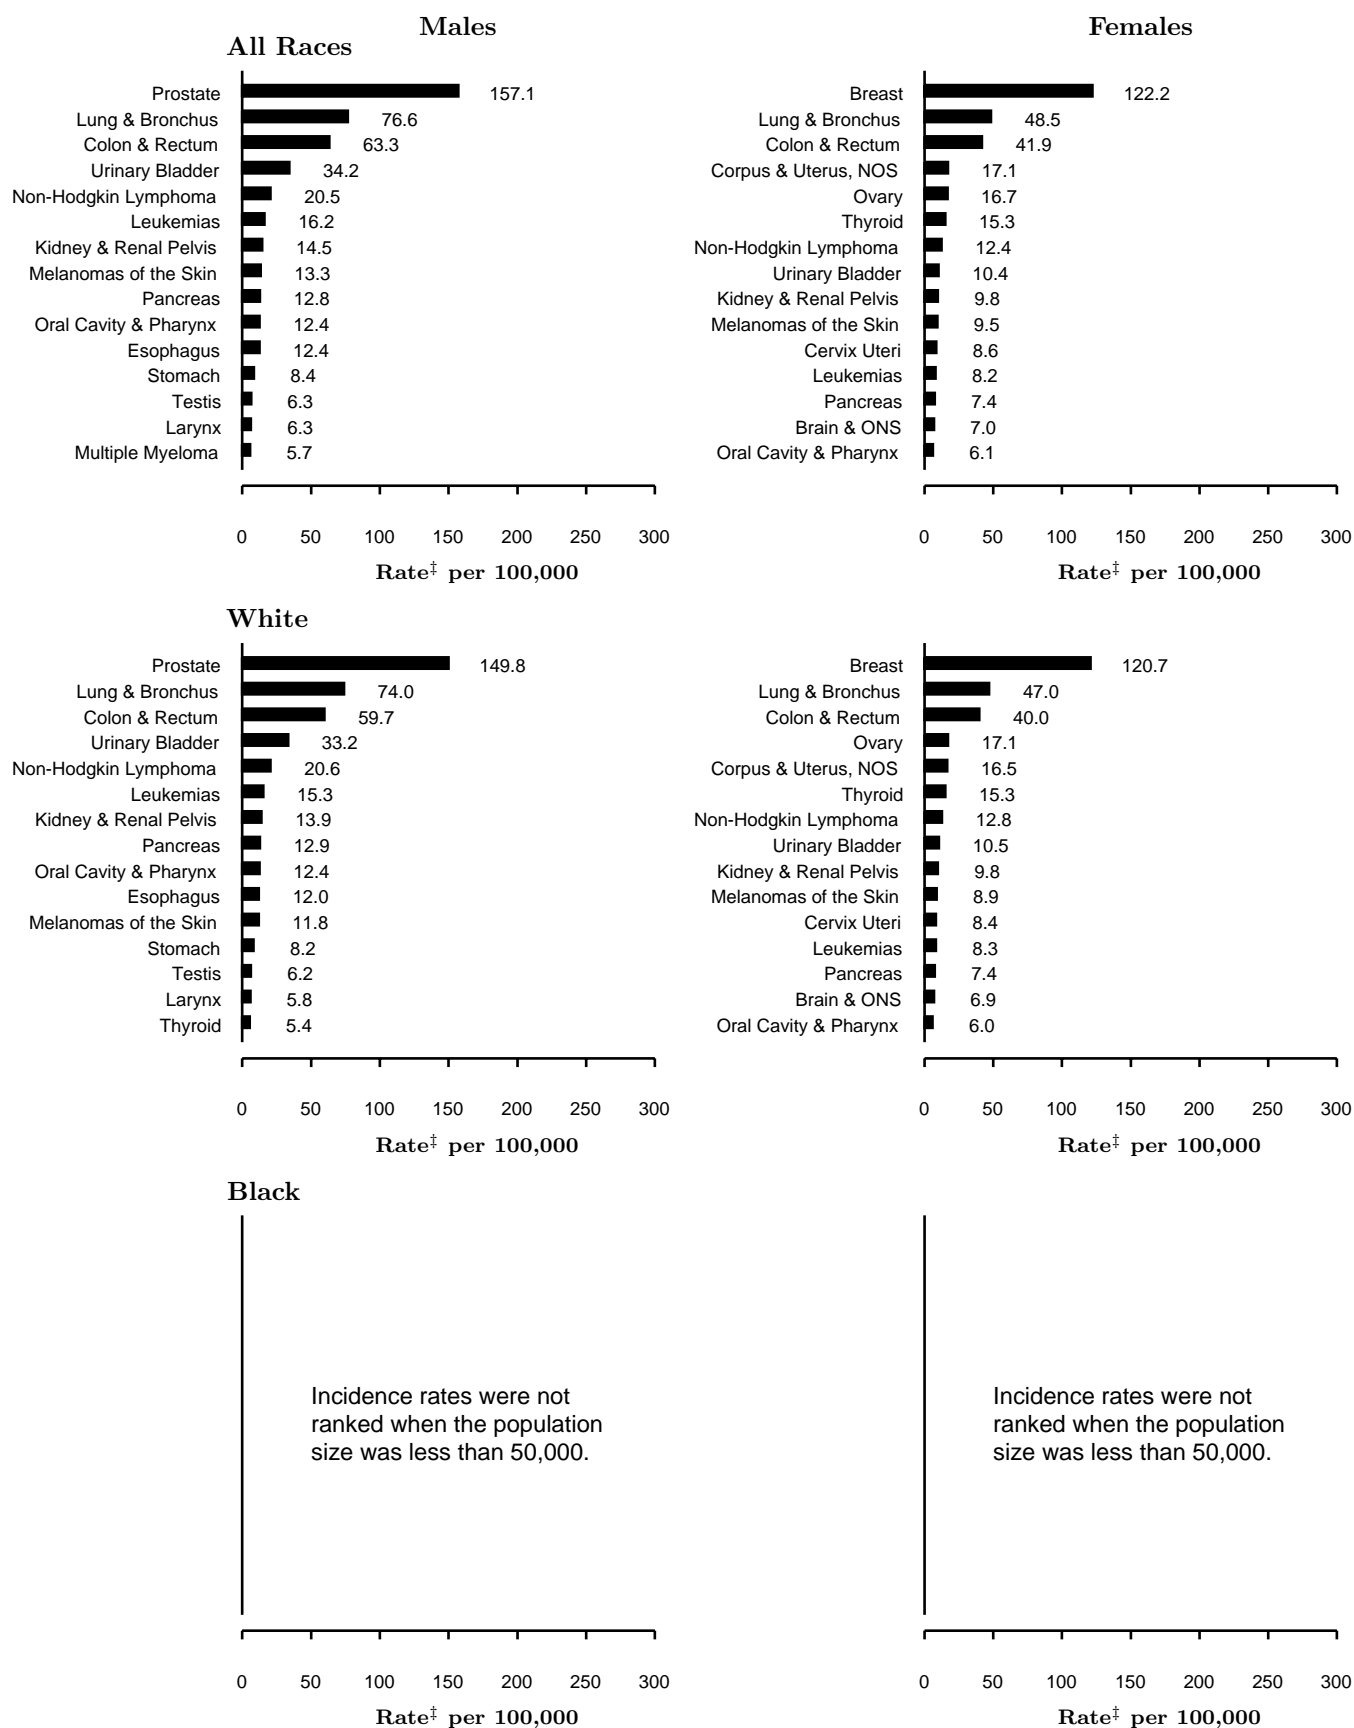 Males
Females
All Races
Prostate 157.1
Lung & Bronchus 76.6
Colon & Rectum 63.3
Urinary Bladder 34.2
Non-Hodgkin Lymphoma 20.5
Leukemias 16.2
Kidney & Renal Pelvis 14.5
Melanomas of the Skin 13.3
Pancreas 12.8
Oral Cavity & Pharynx 12.4
Esophagus 12.4
Stomach 8.4
Testis 6.3
Larynx 6.3
Multiple Myeloma 5.7
0 50 100 150 200 250 300
Rate‡ per 100,000
Breast 122.2
Lung & Bronchus 48.5
Colon & Rectum 41.9
Corpus & Uterus, NOS 17.1
Ovary 16.7
Thyroid 15.3
Non-Hodgkin Lymphoma 12.4
Urinary Bladder 10.4
Kidney & Renal Pelvis 9.8
Melanomas of the Skin 9.5
Cervix Uteri 8.6
Leukemias 8.2
Pancreas 7.4
Brain & ONS 7.0
Oral Cavity & Pharynx 6.1
0 50 100 150 200 250 300
Rate‡ per 100,000
White
Prostate 149.8
Lung & Bronchus 74.0
Colon & Rectum 59.7
Urinary Bladder 33.2
Non-Hodgkin Lymphoma 20.6
Leukemias 15.3
Kidney & Renal Pelvis 13.9
Pancreas 12.9
Oral Cavity & Pharynx 12.4
Esophagus 12.0
Melanomas of the Skin 11.8
Stomach 8.2
Testis 6.2
Larynx 5.8
Thyroid 5.4
0 50 100 150 200 250 300
Rate‡ per 100,000
Breast 120.7
Lung & Bronchus 47.0
Colon & Rectum 40.0
Ovary 17.1
Corpus & Uterus, NOS 16.5
Thyroid 15.3
Non-Hodgkin Lymphoma 12.8
Urinary Bladder 10.5
Kidney & Renal Pelvis 9.8
Melanomas of the Skin 8.9
Cervix Uteri 8.4
Leukemias 8.3
Pancreas 7.4
Brain & ONS 6.9
Oral Cavity & Pharynx 6.0
0 50 100 150 200 250 300
Rate‡ per 100,000
Black
Incidence rates were not
ranked when the population
size was less than 50,000.
0 50 100 150 200 250 300
Rate‡ per 100,000
Incidence rates were not
ranked when the population
size was less than 50,000.
0 50 100 150 200 250 300
Rate‡ per 100,000